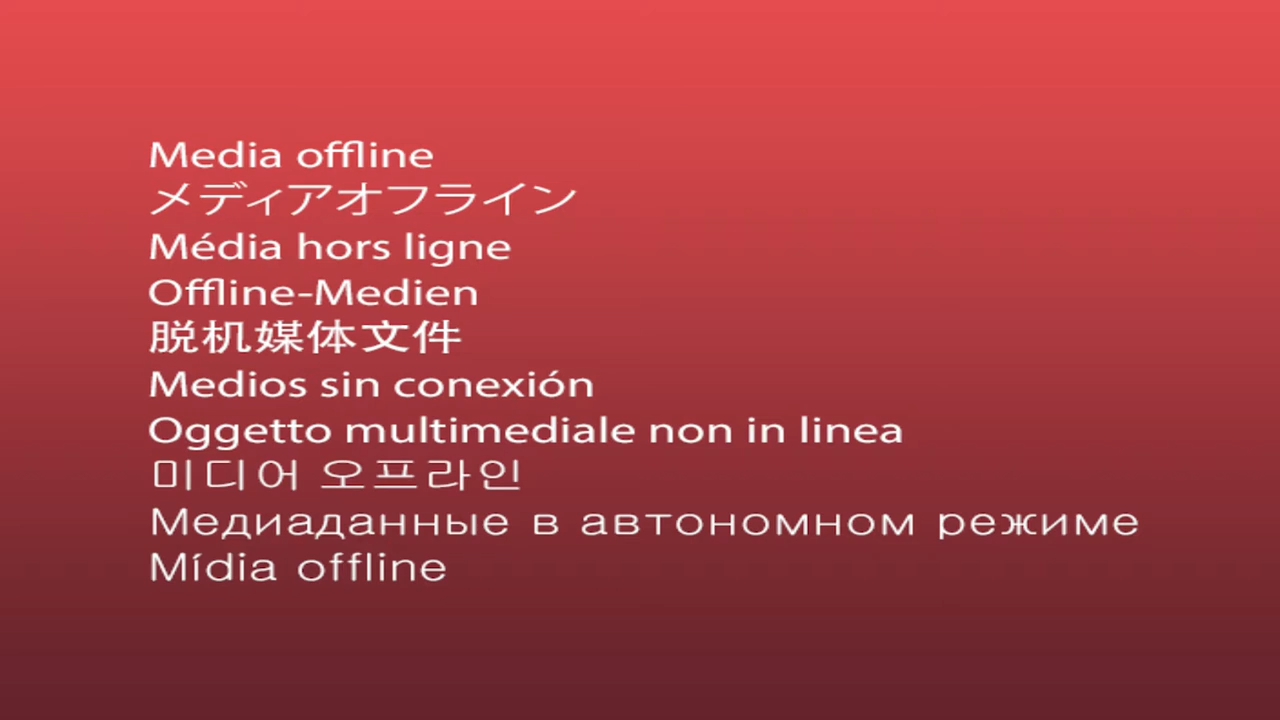 Media offline
メディアオフライン
Média hors ligne
Offline-Medien
脱机媒体文件
Medios sin conexión
Oggetto multimediale non in linea
미디어 오프라인
Медиаданные в автономном режиме
Mídia offline